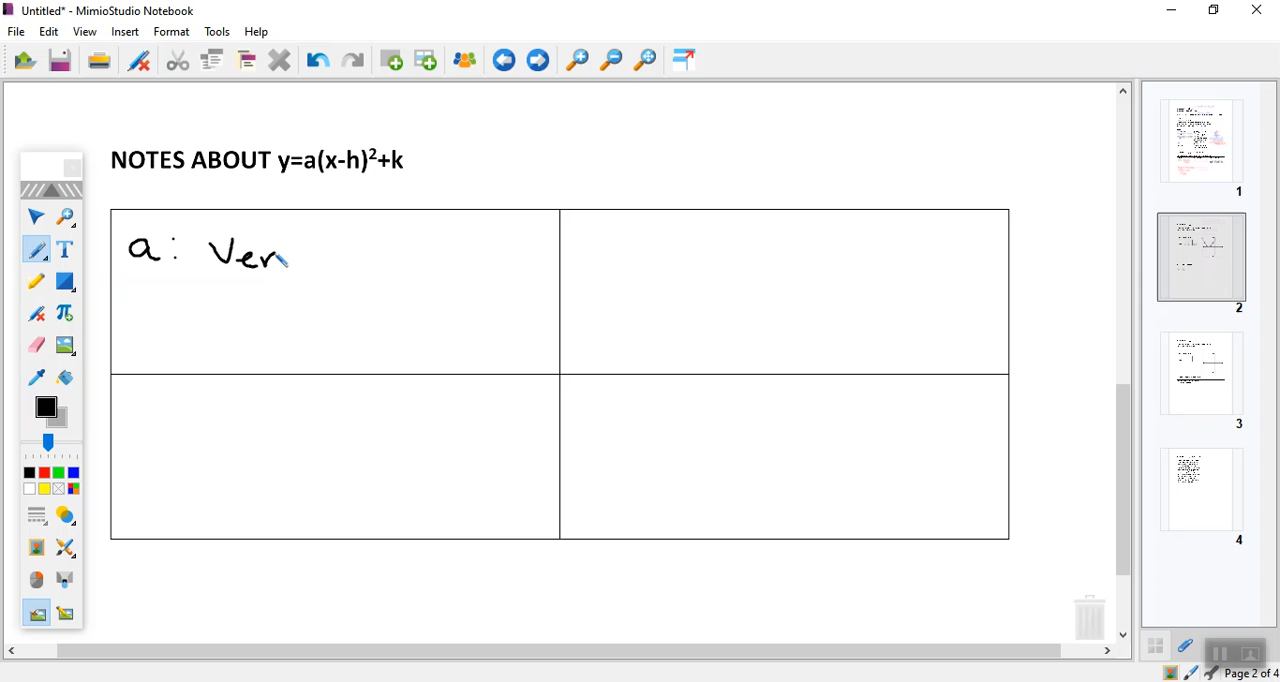 Untitled* - MimioStudio Notebook
File Edit View Insert Format Tools Help
NOTES ABOUT y=a(x-h)²+k
a: Ver
1
2
3
4
Page 2 of 4